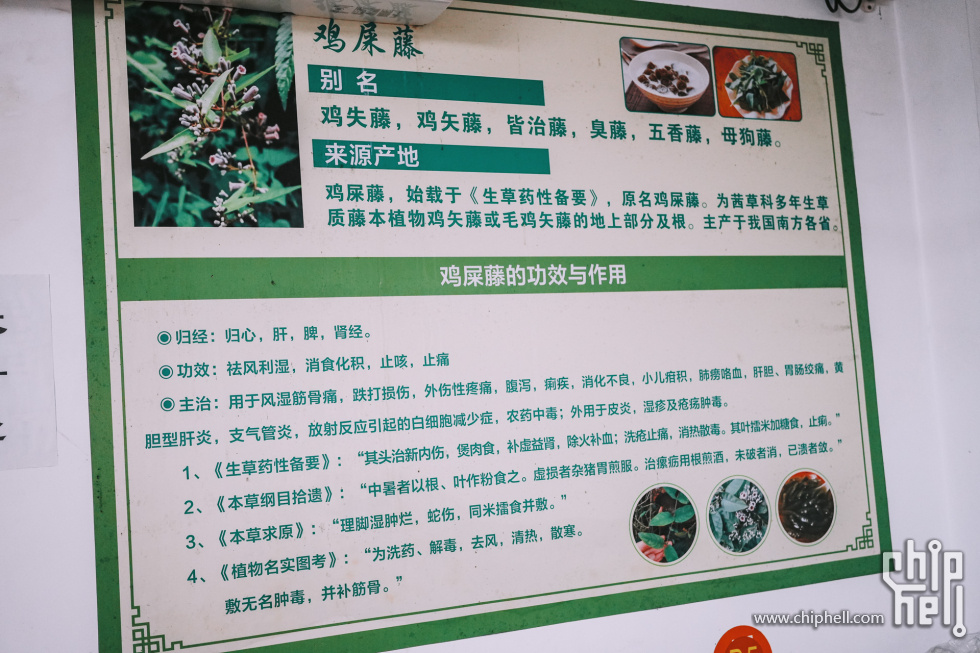 鸡屎藤
别 名
鸡失藤，鸡矢藤，皆治藤，臭藤，五香藤，母狗藤。
来源产地
鸡屎藤，始载于《生草药性备要》，原名鸡屎藤。为茜草科多年生草
质藤本植物鸡矢藤或毛鸡矢藤的地上部分及根。主产于我国南方各省。
鸡屎藤的功效与作用
◉归经：归心，肝，脾，肾经。
◉功效：祛风利湿，消食化积，止咳，止痛
◉主治：用于风湿筋骨痛，跌打损伤，外伤性疼痛，腹泻，痢疾，消化不良，小儿疳积，肺痨咯血，肝胆、胃肠绞痛，黄
胆型肝炎，支气管炎，放射反应引起的白细胞减少症，农药中毒；外用于皮炎，湿疹及疮疡肿毒。
1、《生草药性备要》：“其头治新内伤，煲肉食，补虚益肾，除火补血；洗疮止痛，消热散毒。其叶擂米加糖食，止痢。”
2、《本草纲目拾遗》：“中暑者以根、叶作粉食之。虚损者杂猪胃煎服。治瘰疬用根煎酒，未破者消，已溃者敛。”
3、《本草求原》：“理脚湿肿烂，蛇伤，同米擂食并敷。”
4、《植物名实图考》：“为洗药、解毒，去风，清热，散寒。
敷无名肿毒，并补筋骨。”
www.chiphell.com
chip
hell